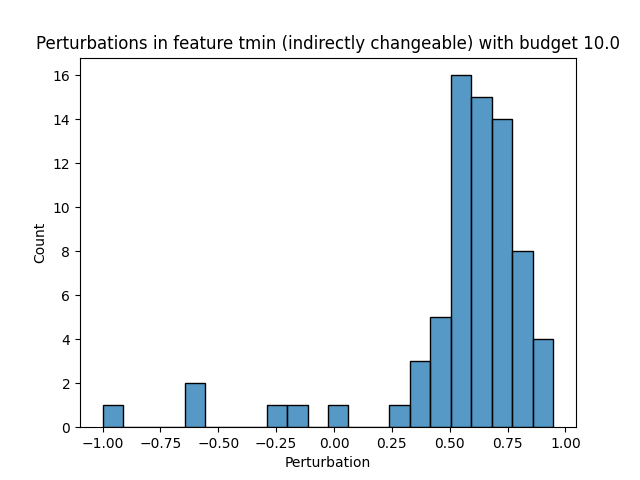 Perturbations in feature tmin (indirectly changeable) with budget 10.0
16
14
12
10
8
6
4
2
0
Count
−1.00 −0.75 −0.50 −0.25 0.00 0.25 0.50 0.75 1.00
Perturbation